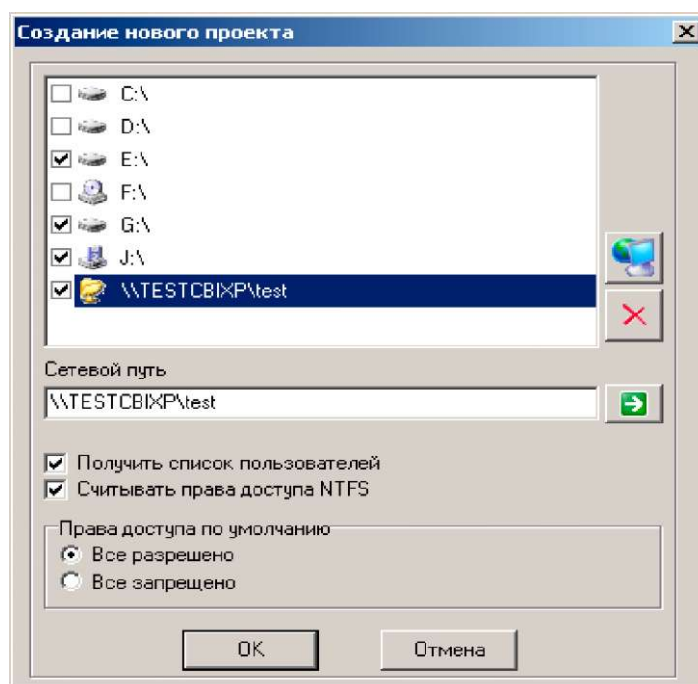 Создание нового проекта
C:\
D:\
E:\
F:\
G:\
J:\
\\TESTCBIXP\test
Сетевой путь
\\TESTCBIXP\test
Получить список пользователей
Считывать права доступа NTFS
Права доступа по умолчанию
Все разрешено
Все запрещено
OK
Отмена